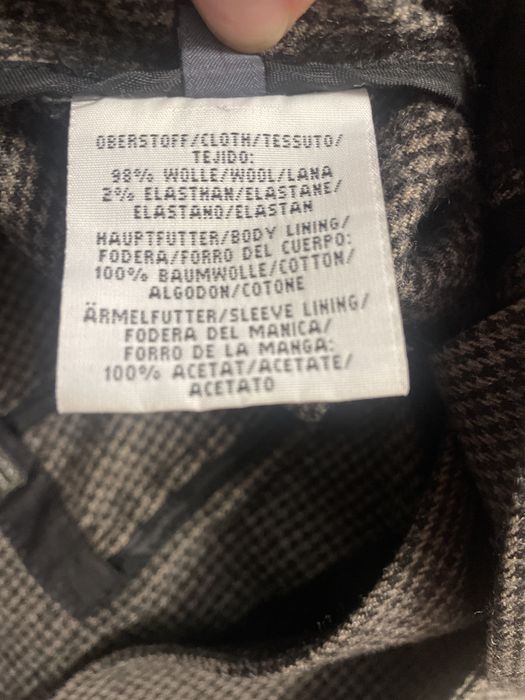 OBERSTOFF/CLOTH/TESSUTO/
TEJIDO:
98% WOLLE/WOOL/LANA
2% ELASTHAN/ELASTANE/
ELASTANO/ELASTAN
HAUPTFUTTER/BODY LINING/
FODERA/FORRO DEL CUERPO:
100% BAUMWOLLE/COTTON/
ALGODON/COTONE
ÄRMELFUTTER/SLEEVE LINING/
FODERA DEL MANICA/
FORRO DE LA MANGA:
100% ACETAT/ACETATE/
ACETATO